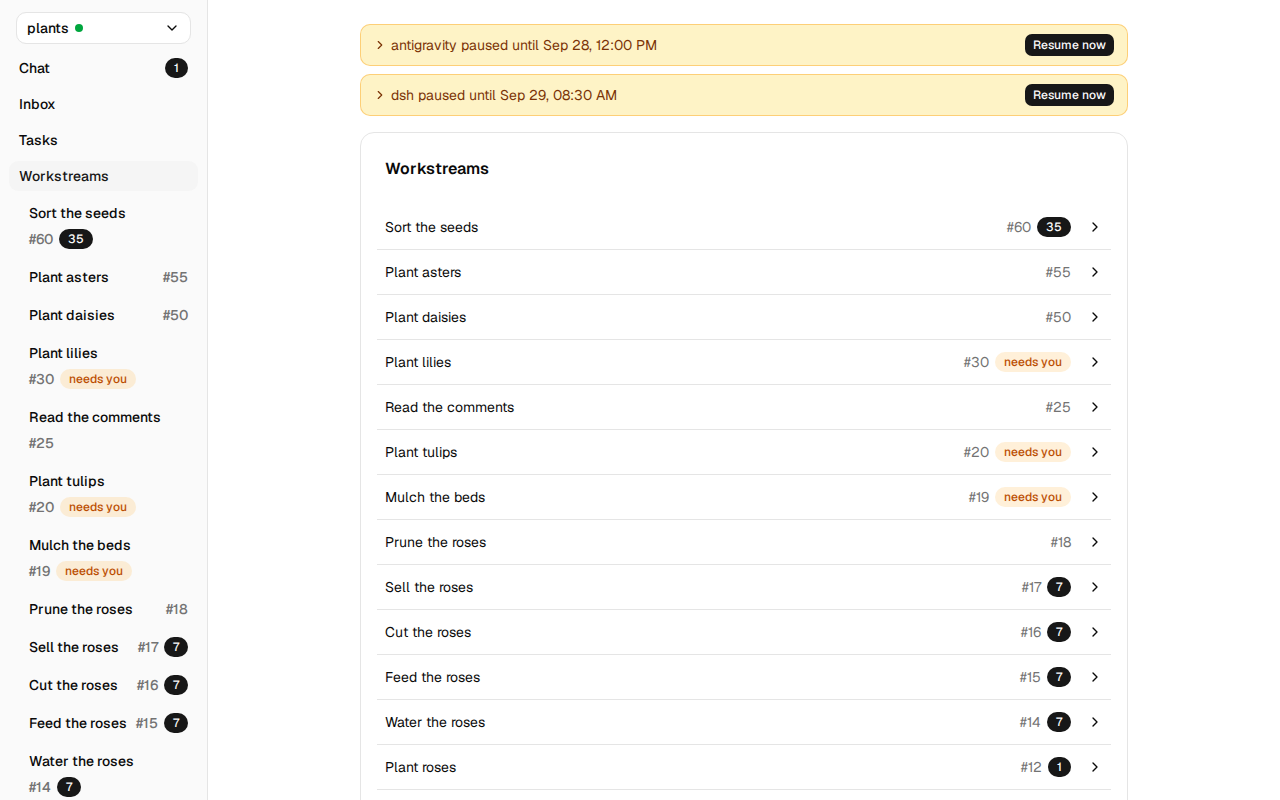 plants
Chat 1
Inbox
Tasks
Workstreams
Sort the seeds
#60 35
Plant asters #55
Plant daisies #50
Plant lilies
#30 needs you
Read the comments
#25
Plant tulips
#20 needs you
Mulch the beds
#19 needs you
Prune the roses #18
Sell the roses #17 7
Cut the roses #16 7
Feed the roses #15 7
Water the roses
#14 7
antigravity paused until Sep 28, 12:00 PM Resume now
dsh paused until Sep 29, 08:30 AM Resume now
Workstreams
Sort the seeds #60 35
Plant asters #55
Plant daisies #50
Plant lilies #30 needs you
Read the comments #25
Plant tulips #20 needs you
Mulch the beds #19 needs you
Prune the roses #18
Sell the roses #17 7
Cut the roses #16 7
Feed the roses #15 7
Water the roses #14 7
Plant roses #12 1